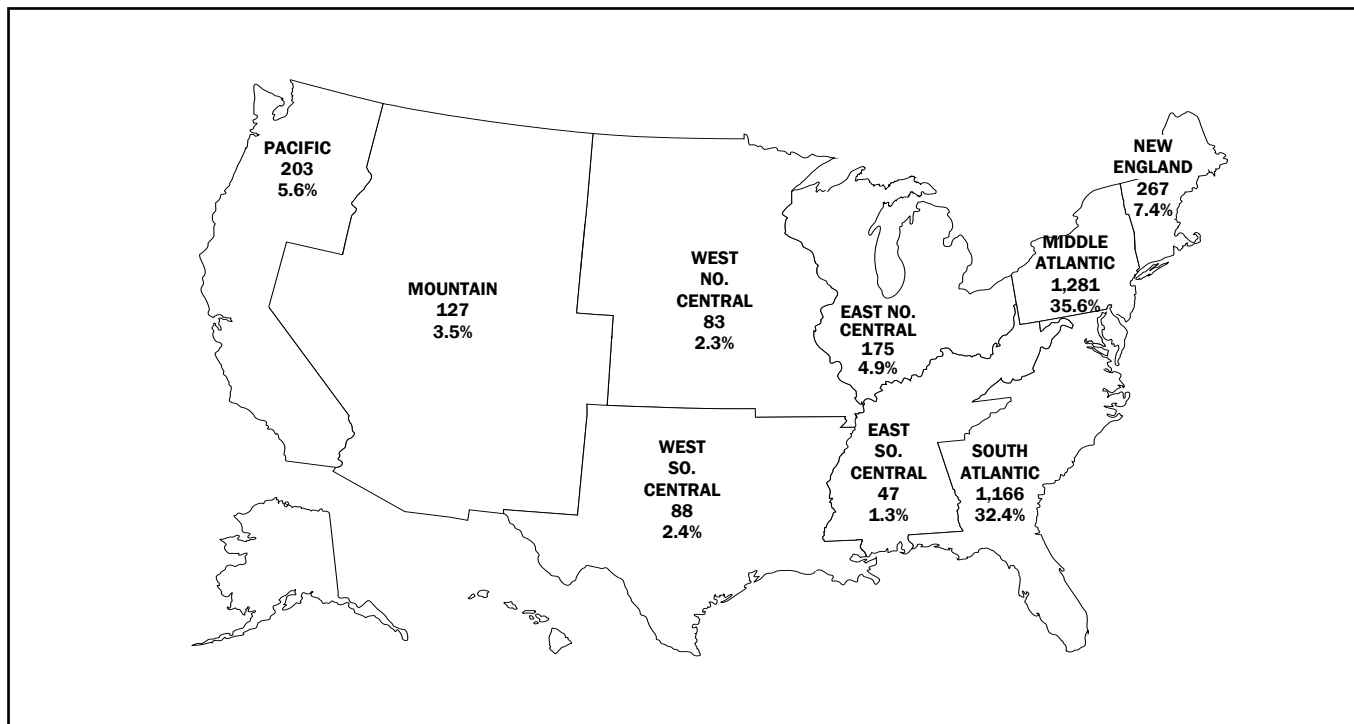 PACIFIC
203
5.6%
MOUNTAIN
127
3.5%
WEST
NO.
CENTRAL
83
2.3%
WEST
SO.
CENTRAL
88
2.4%
EAST NO.
CENTRAL
175
4.9%
EAST
SO.
CENTRAL
47
1.3%
SOUTH
ATLANTIC
1,166
32.4%
MIDDLE
ATLANTIC
1,281
35.6%
NEW
ENGLAND
267
7.4%